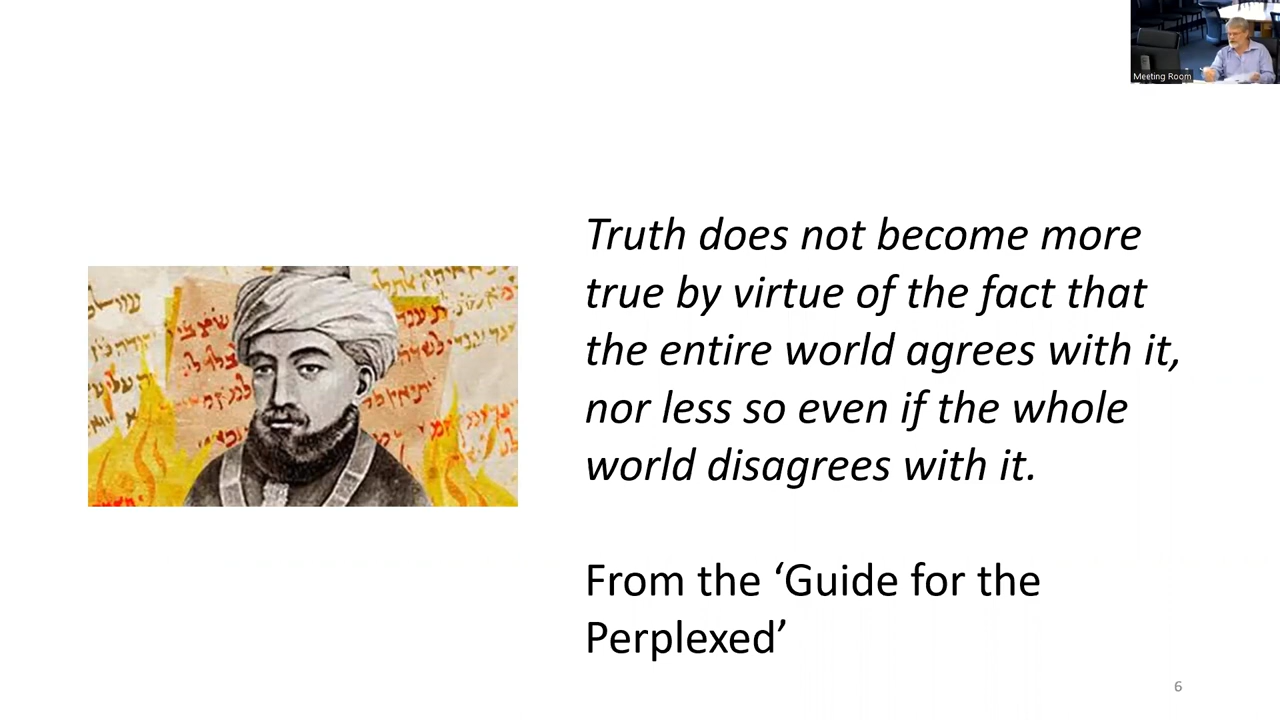 Meeting Room
Truth does not become more
true by virtue of the fact that
the entire world agrees with it,
nor less so even if the whole
world disagrees with it.
From the ‘Guide for the
Perplexed’
6